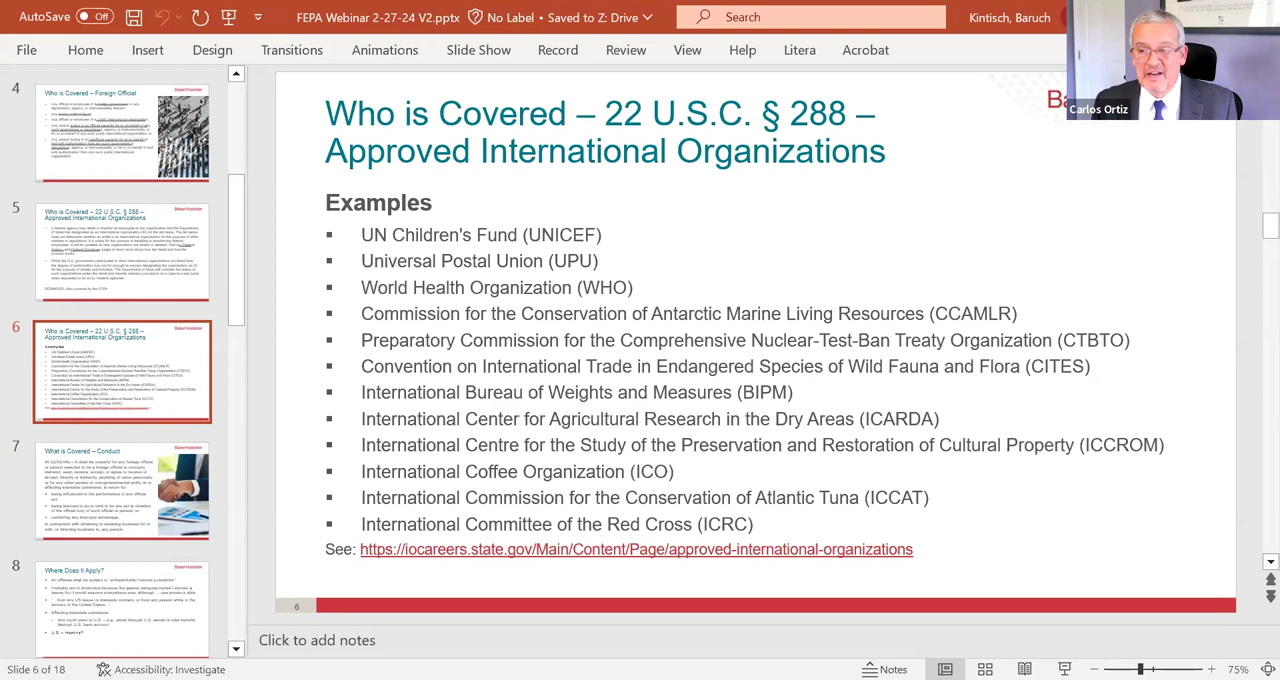 AutoSave Off FEPA Webinar 2-27-24 V2.pptx No Label • Saved to Z: Drive Search Kintisch, Baruch
File Home Insert Design Transitions Animations Slide Show Record Review View Help Litera Acrobat
Carlos Ortiz
4
Who is Covered – Foreign Official
5
Who is Covered – 22 U.S.C. § 288 –
Approved International Organizations
6
Who is Covered – 22 U.S.C. § 288 –
Approved International Organizations
7
What is Covered – Conduct
8
Where Does It Apply?
Who is Covered – 22 U.S.C. § 288 –
Approved International Organizations
Examples
UN Children's Fund (UNICEF)
Universal Postal Union (UPU)
World Health Organization (WHO)
Commission for the Conservation of Antarctic Marine Living Resources (CCAMLR)
Preparatory Commission for the Comprehensive Nuclear-Test-Ban Treaty Organization (CTBTO)
Convention on International Trade in Endangered Species of Wild Fauna and Flora (CITES)
International Bureau or Weights and Measures (BIPM)
International Center for Agricultural Research in the Dry Areas (ICARDA)
International Centre for the Study of the Preservation and Restoration of Cultural Property (ICCROM)
International Coffee Organization (ICO)
International Commission for the Conservation of Atlantic Tuna (ICCAT)
International Committee of the Red Cross (ICRC)
See: https://iocareers.state.gov/Main/Content/Page/approved-international-organizations
6
Click to add notes
Slide 6 of 18 Accessibility: Investigate Notes 75%